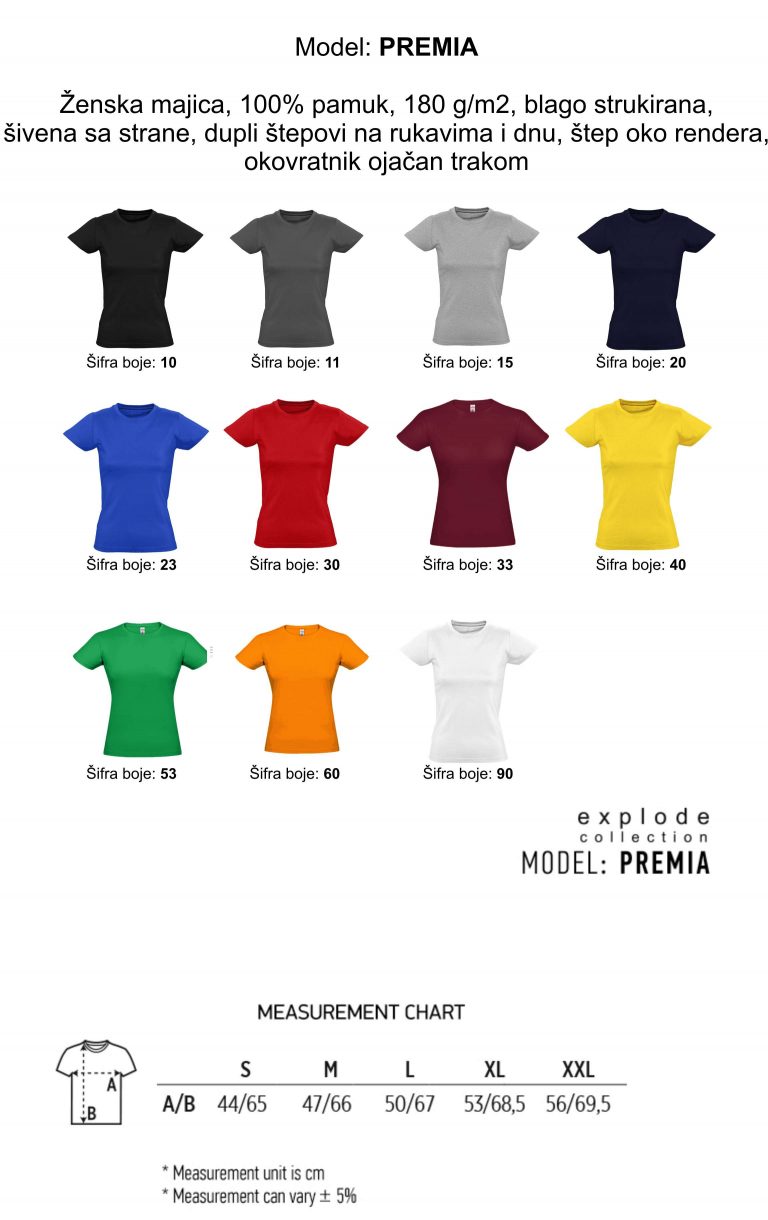 Model: PREMIA
Ženska majica, 100% pamuk, 180 g/m2, blago strukirana,
šivena sa strane, dupli štepovi na rukavima i dnu, štep oko rendera,
okovratnik ojačan trakom
Šifra boje: 10
Šifra boje: 11
Šifra boje: 15
Šifra boje: 20
Šifra boje: 23
Šifra boje: 30
Šifra boje: 33
Šifra boje: 40
Šifra boje: 53
Šifra boje: 60
Šifra boje: 90
explode
collection
MODEL: PREMIA
MEASUREMENT CHART
S M L XL XXL
A/B 44/65 47/66 50/67 53/68,5 56/69,5
A
B
* Measurement unit is cm
* Measurement can vary ± 5%